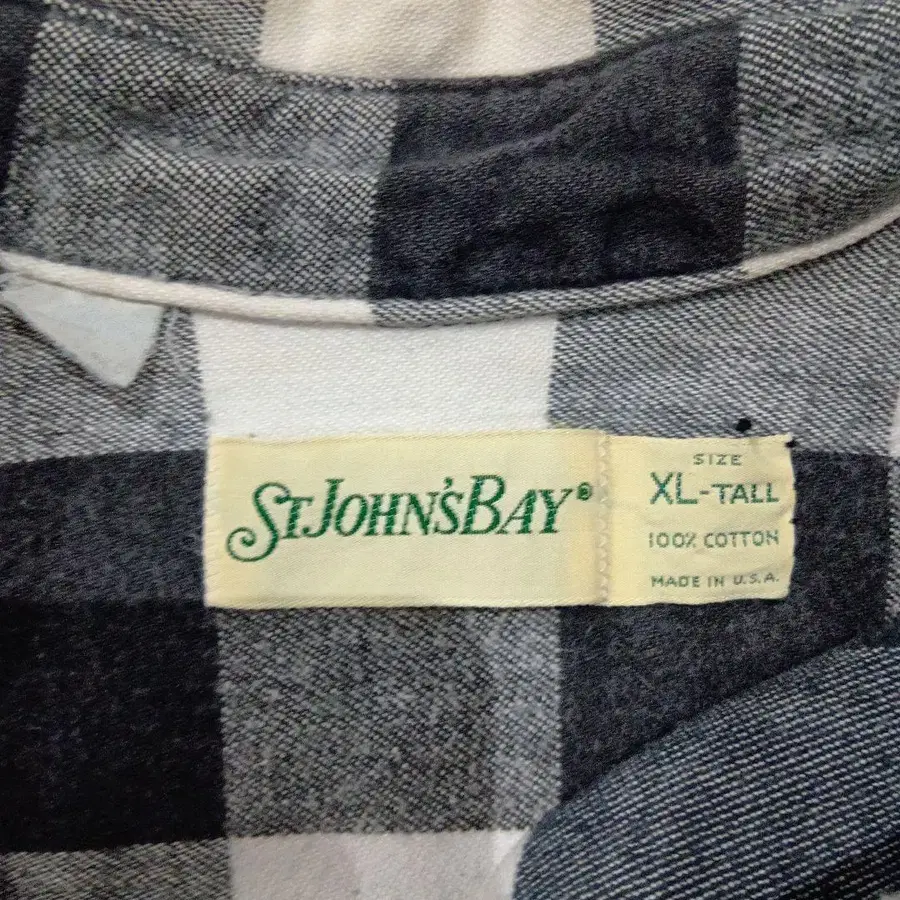 ST. JOHN'S BAY®
SIZE
XL-TALL
100% COTTON
MADE IN U.S.A.